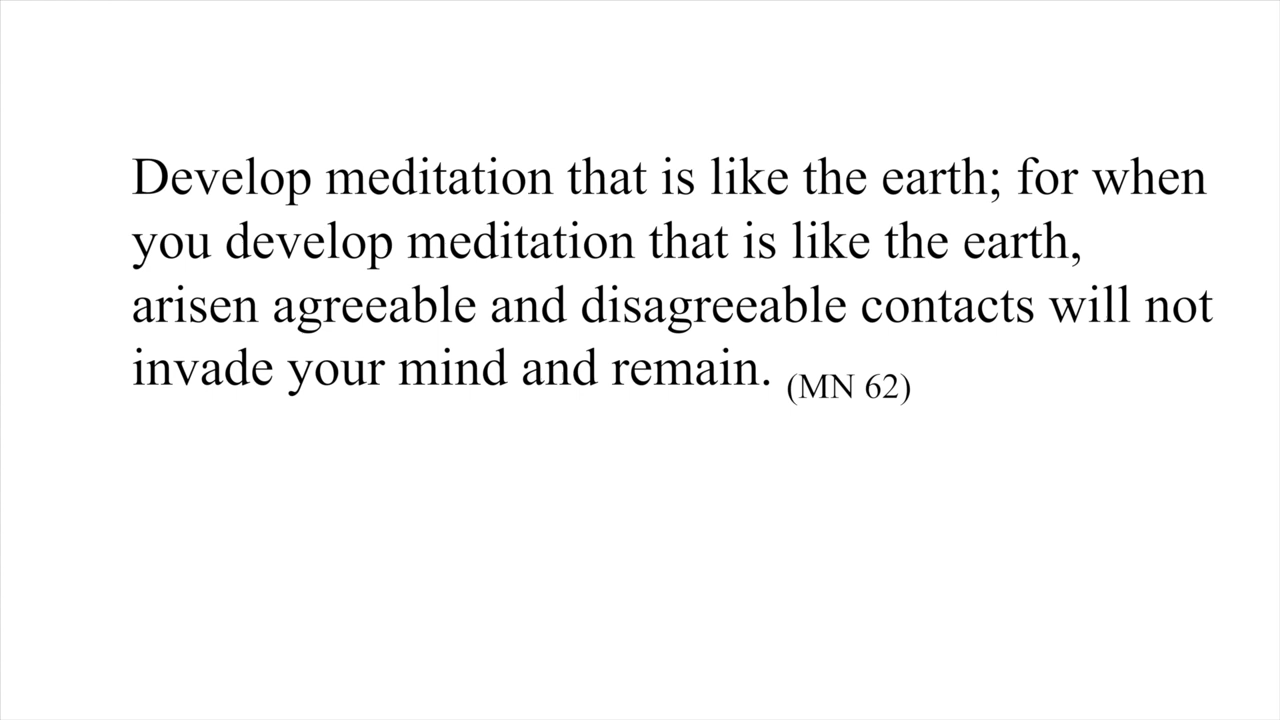 Develop meditation that is like the earth; for when
you develop meditation that is like the earth,
arisen agreeable and disagreeable contacts will not
invade your mind and remain. (MN 62)